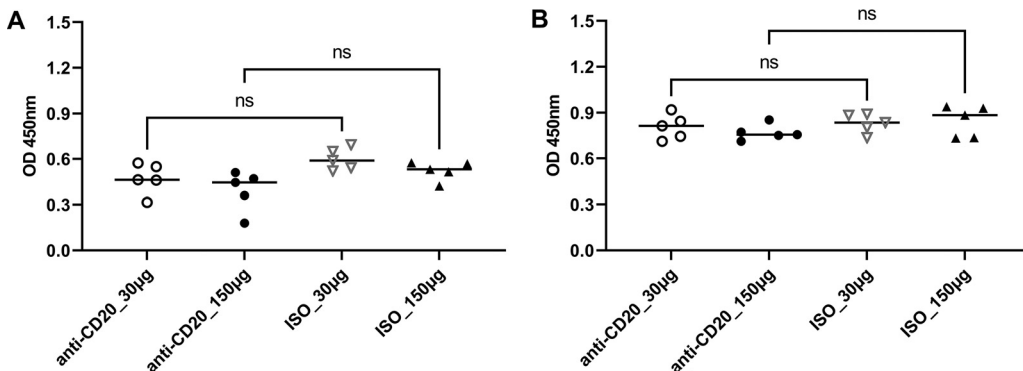 A
OD 450nm
1.5
1.2
0.9
0.6
0.3
0.0
ns
ns
anti-CD20_30µg
anti-CD20_150µg
ISO_30µg
ISO_150µg
B
OD 450nm
1.5
1.2
0.9
0.6
0.3
0.0
ns
ns
anti-CD20_30µg
anti-CD20_150µg
ISO_30µg
ISO_150µg